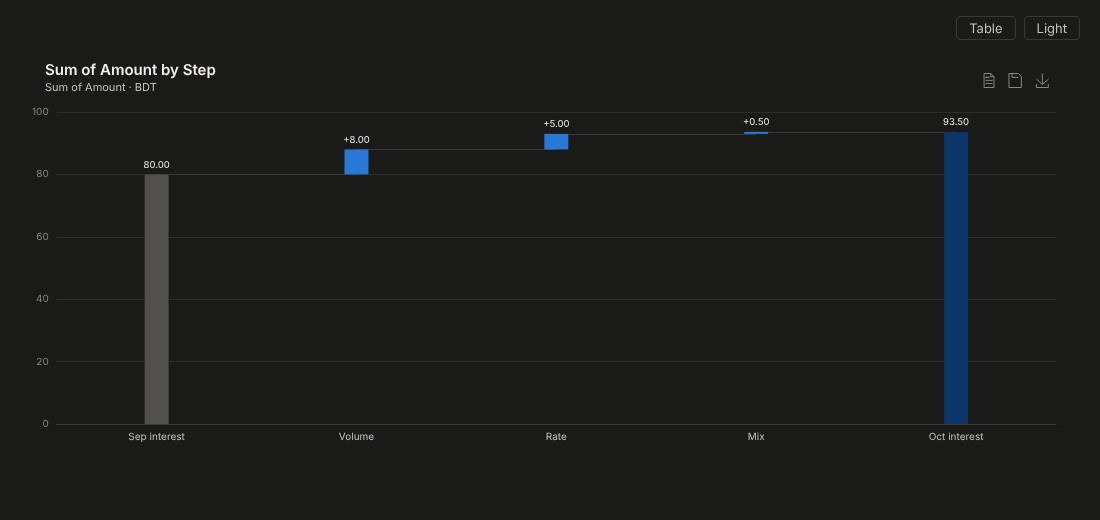 Table
Light
Sum of Amount by Step
Sum of Amount · BDT
100
80
60
40
20
0
80.00
+8.00
+5.00
+0.50
93.50
Sep interest
Volume
Rate
Mix
Oct interest